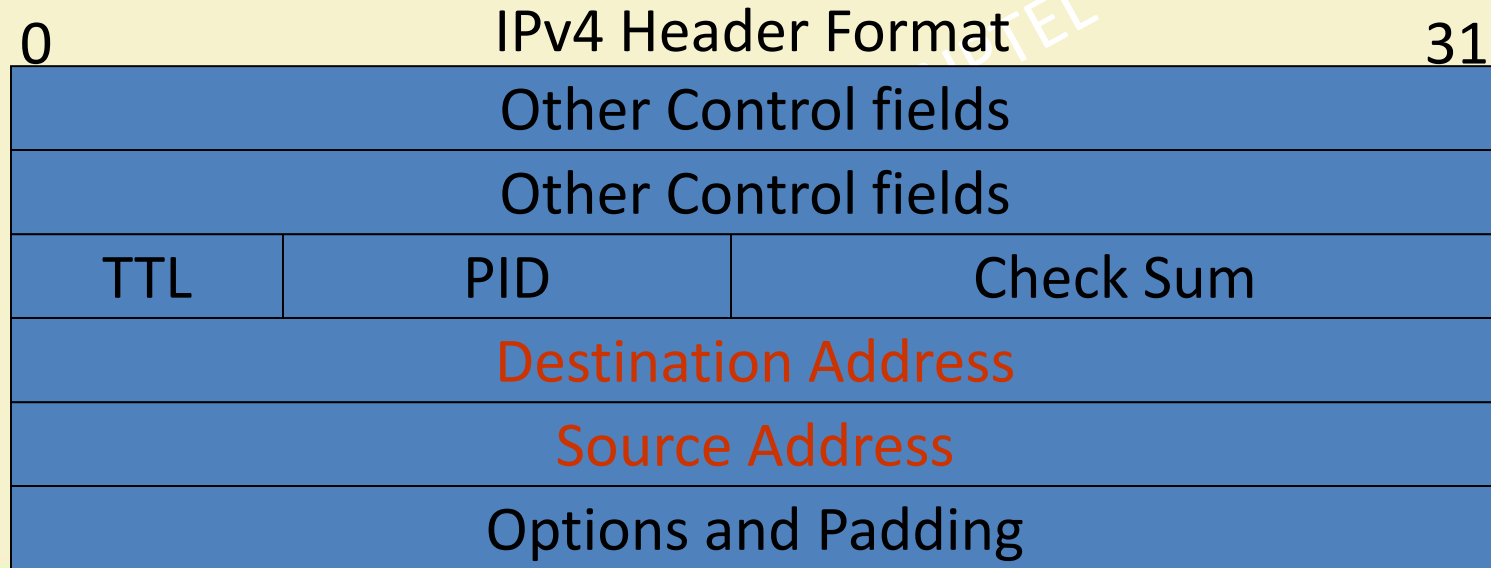 IPv4 Header Format
0 31
NPTEL
Other Control fields
Other Control fields
TTL PID Check Sum
Destination Address
Source Address
Options and Padding